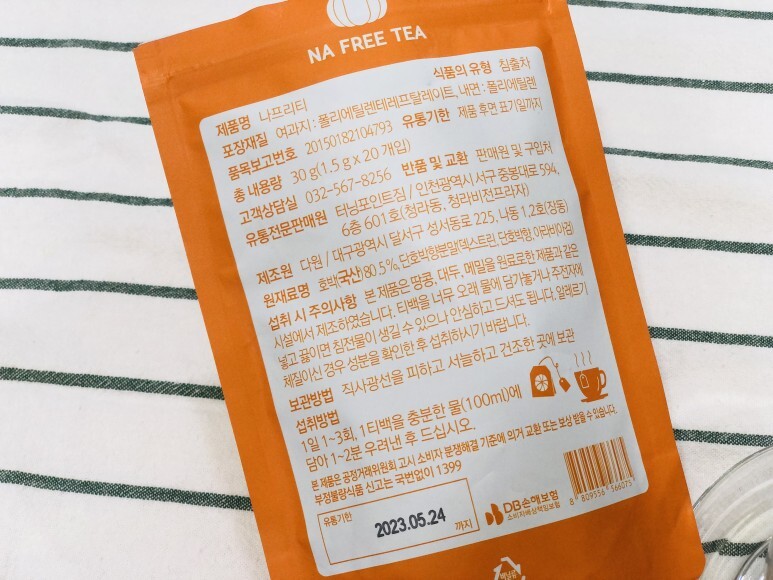 NA FREE TEA
제품명 나프리티 식품의 유형 침출차
포장재질 여과지 : 폴리에틸렌테레프탈레이트, 내면 : 폴리에틸렌
품목보고번호 20150182104793 유통기한 제품 후면 표기일까지
총 내용량 30 g(1.5 g x 20 개입)
고객상담실 032-567-8256 반품 및 교환 판매원 및 구입처
유통전문판매원 터닝포인트짐 / 인천광역시 서구 중봉대로 594,
6층 601호(청라동, 청라비전프라자)
제조원 다원 / 대구광역시 달서구 성서동로 225, 나동 1,2호(장동)
원재료명 호박(국산) 80.5%, 단호박향분말(덱스트린, 단호박향, 아라비아검)
섭취 시 주의사항 본 제품은 땅콩, 대두, 메밀을 원료로한 제품과 같은
시설에서 제조하였습니다. 티백을 너무 오래 물에 담가놓거나 주전자에
넣고 끓이면 침전물이 생길 수 있으나 안심하고 드셔도 됩니다. 알레르기
체질이신 경우 성분을 확인한 후 섭취하시기 바랍니다.
보관방법 직사광선을 피하고 서늘하고 건조한 곳에 보관
섭취방법
1일 1~3회, 1티백을 충분한 물(100ml)에
담아 1~2분 우려낸 후 드십시오.
본 제품은 공정거래위원회 고시 소비자 분쟁해결 기준에 의거 교환 또는 보상 받을 수 있습니다.
부정불량식품 신고는 국번없이 1399
유통기한 2023.05.24 까지
DB손해보험
소비자배상책임보험
8 809556 566075